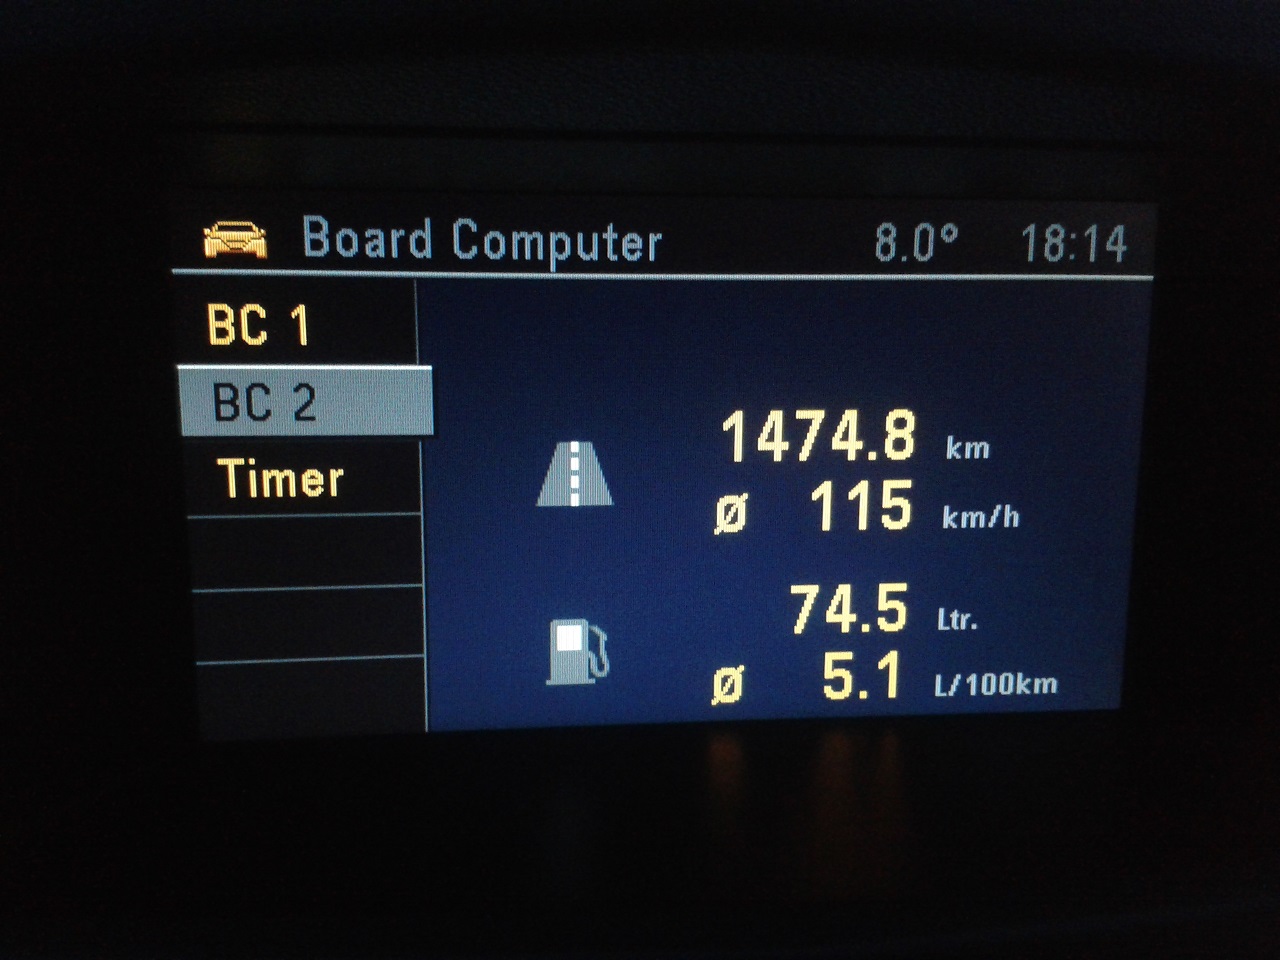 Board Computer 8.0° 18:14
BC 1
BC 2
Timer
1474.8 km
Ø 115 km/h
74.5 Ltr.
Ø 5.1 L/100km